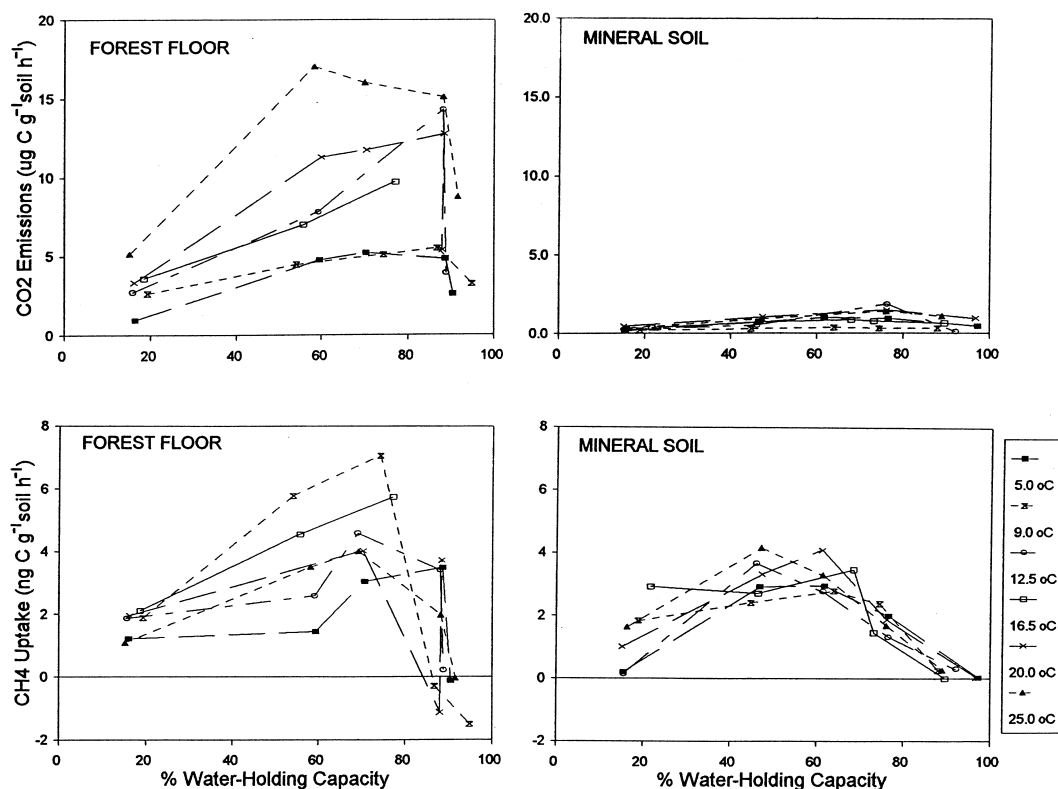 20
FOREST FLOOR
15
10
5
0
CO2 Emissions (ug C g⁻¹soil h⁻¹)
0 20 40 60 80 100
20.0
MINERAL SOIL
15.0
10.0
5.0
0.0
0 20 40 60 80 100
8
FOREST FLOOR
6
4
2
0
-2
CH4 Uptake (ng C g⁻¹soil h⁻¹)
0 20 40 60 80 100
% Water-Holding Capacity
8
MINERAL SOIL
6
4
2
0
-2
0 20 40 60 80 100
% Water-Holding Capacity
5.0 oC
9.0 oC
12.5 oC
16.5 oC
20.0 oC
25.0 oC